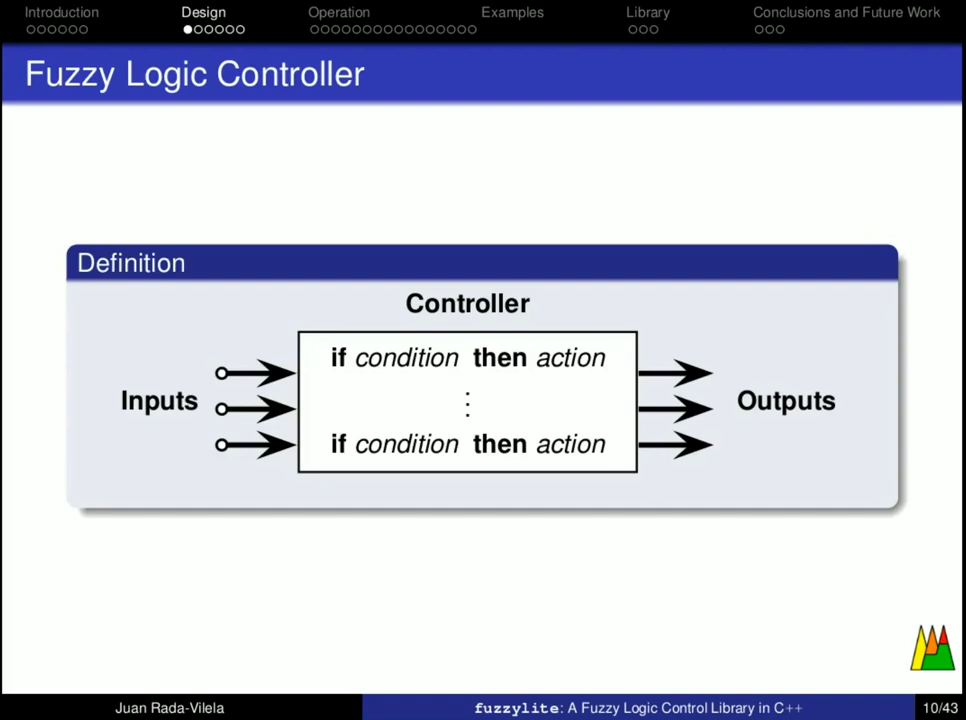 Introduction Design Operation Examples Library Conclusions and Future Work
Fuzzy Logic Controller
Definition
Controller
if condition then action
Inputs
⋮
Outputs
if condition then action
Juan Rada-Vilela
fuzzylite: A Fuzzy Logic Control Library in C++
10/43